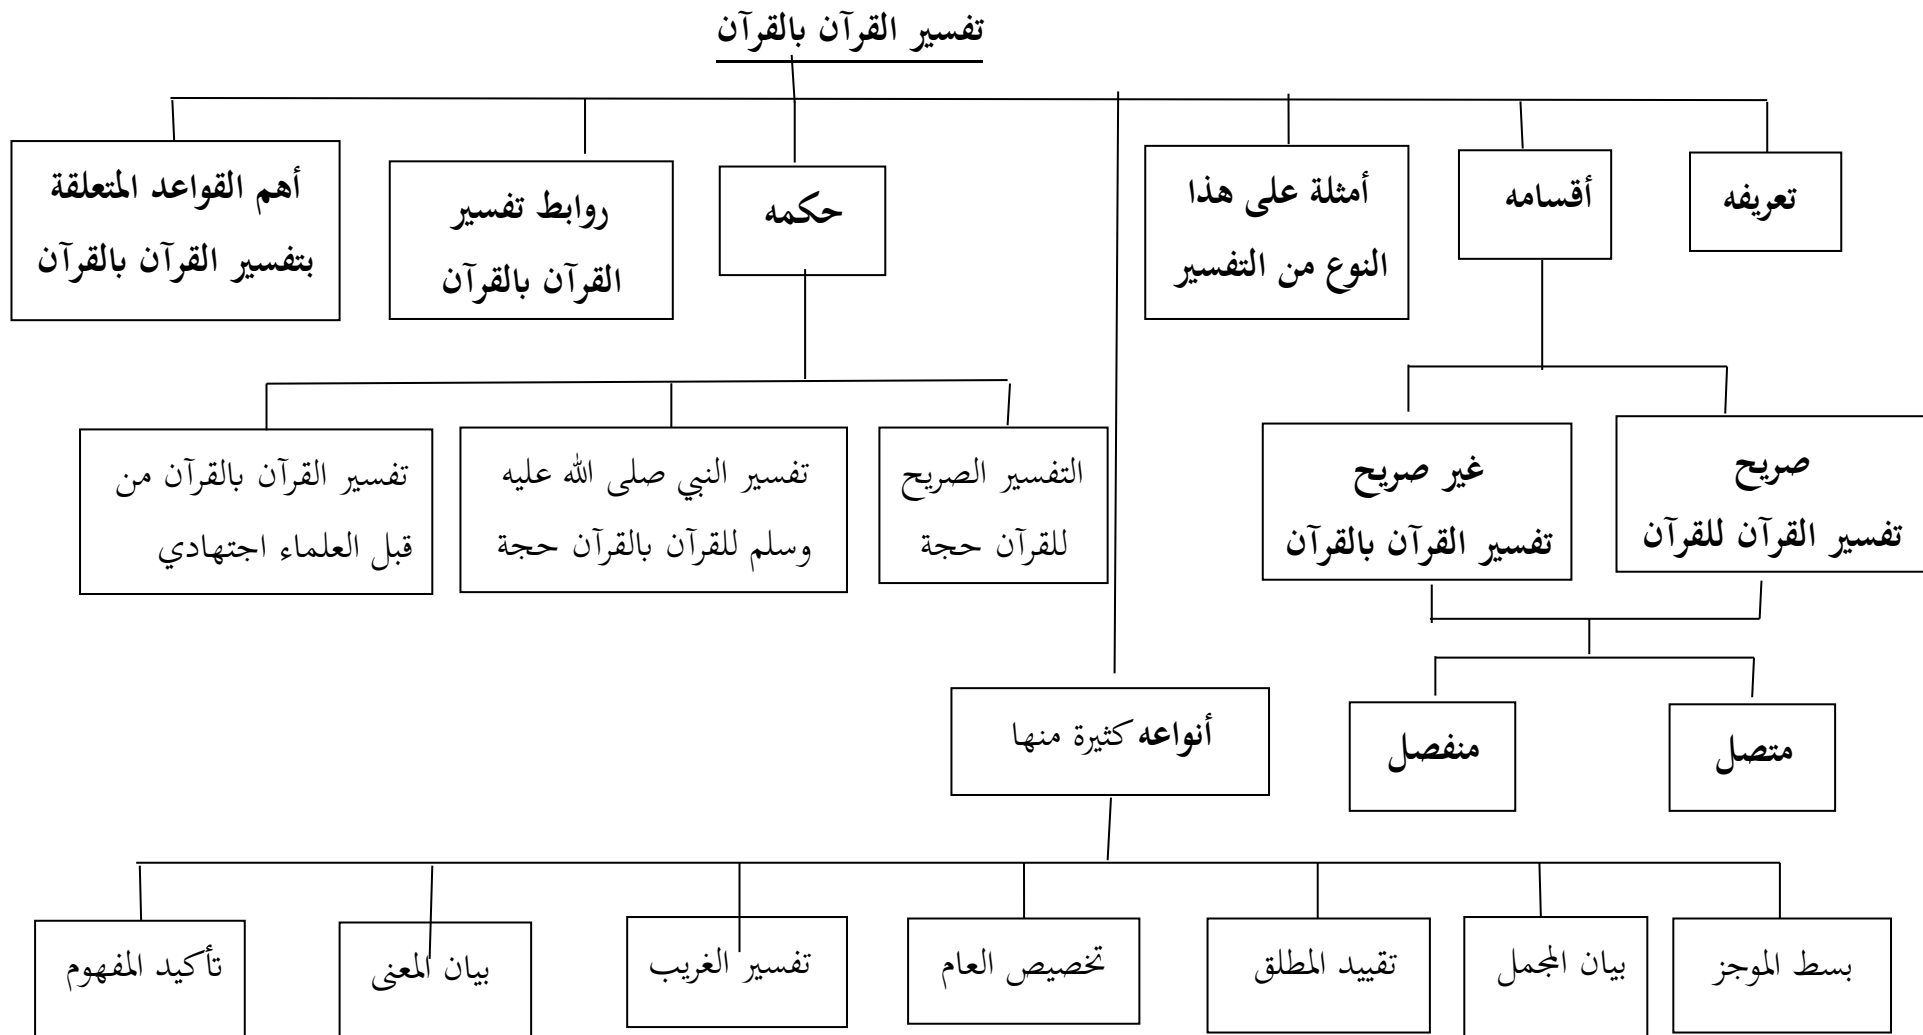 تفسير القرآن بالقرآن
تعريفه
أقسامه
أمثلة على هذا
النوع من التفسير
حكمه
روابط تفسير
القرآن بالقرآن
أهم القواعد المتعلقة
بتفسير القرآن بالقرآن
صريح
تفسير القرآن للقرآن
غير صريح
تفسير القرآن بالقرآن
التفسير الصريح
للقرآن حجة
تفسير النبي صلى الله عليه
وسلم للقرآن بالقرآن حجة
تفسير القرآن بالقرآن من
قبل العلماء اجتهادي
متصل
منفصل
أنواعه كثيرة منها
بسط الموجز
بيان المجمل
تقييد المطلق
تخصيص العام
تفسير الغريب
بيان المعنى
تأكيد المفهوم